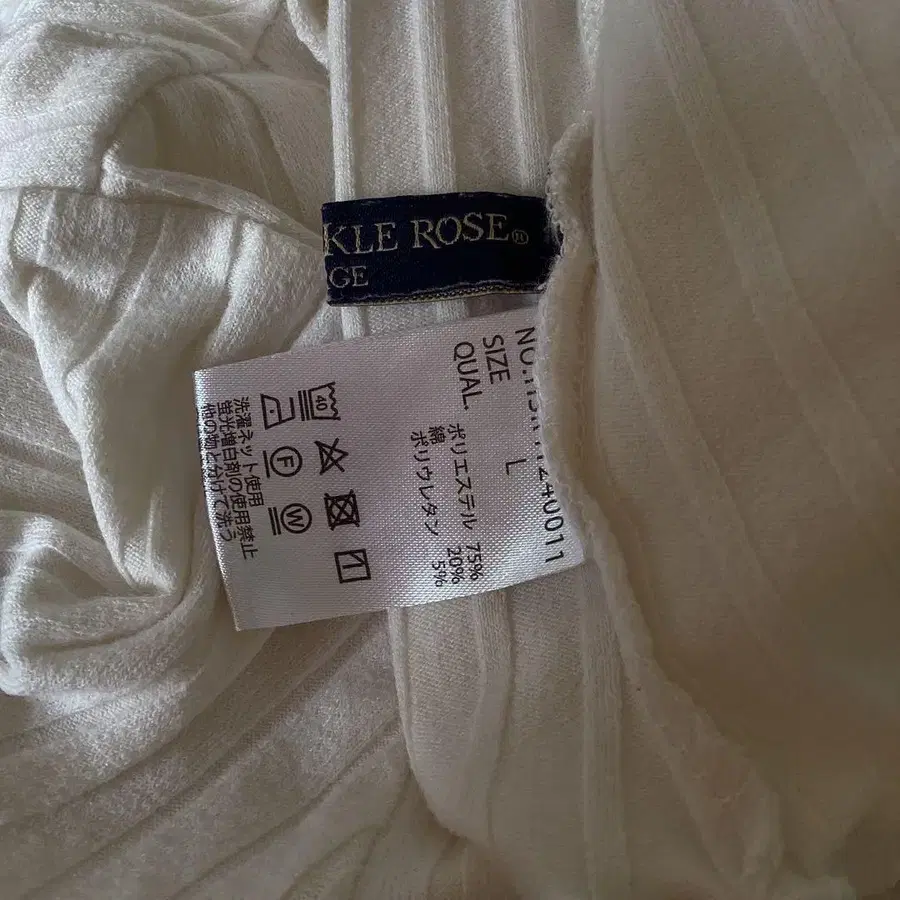 KLE ROSE®
GE
SIZE L
QUAL.
ポリエステル 75%
綿 20%
ポリウレタン 5%
40
F W
洗濯ネット使用
蛍光増白剤の使用禁止
他の物と分けて洗う